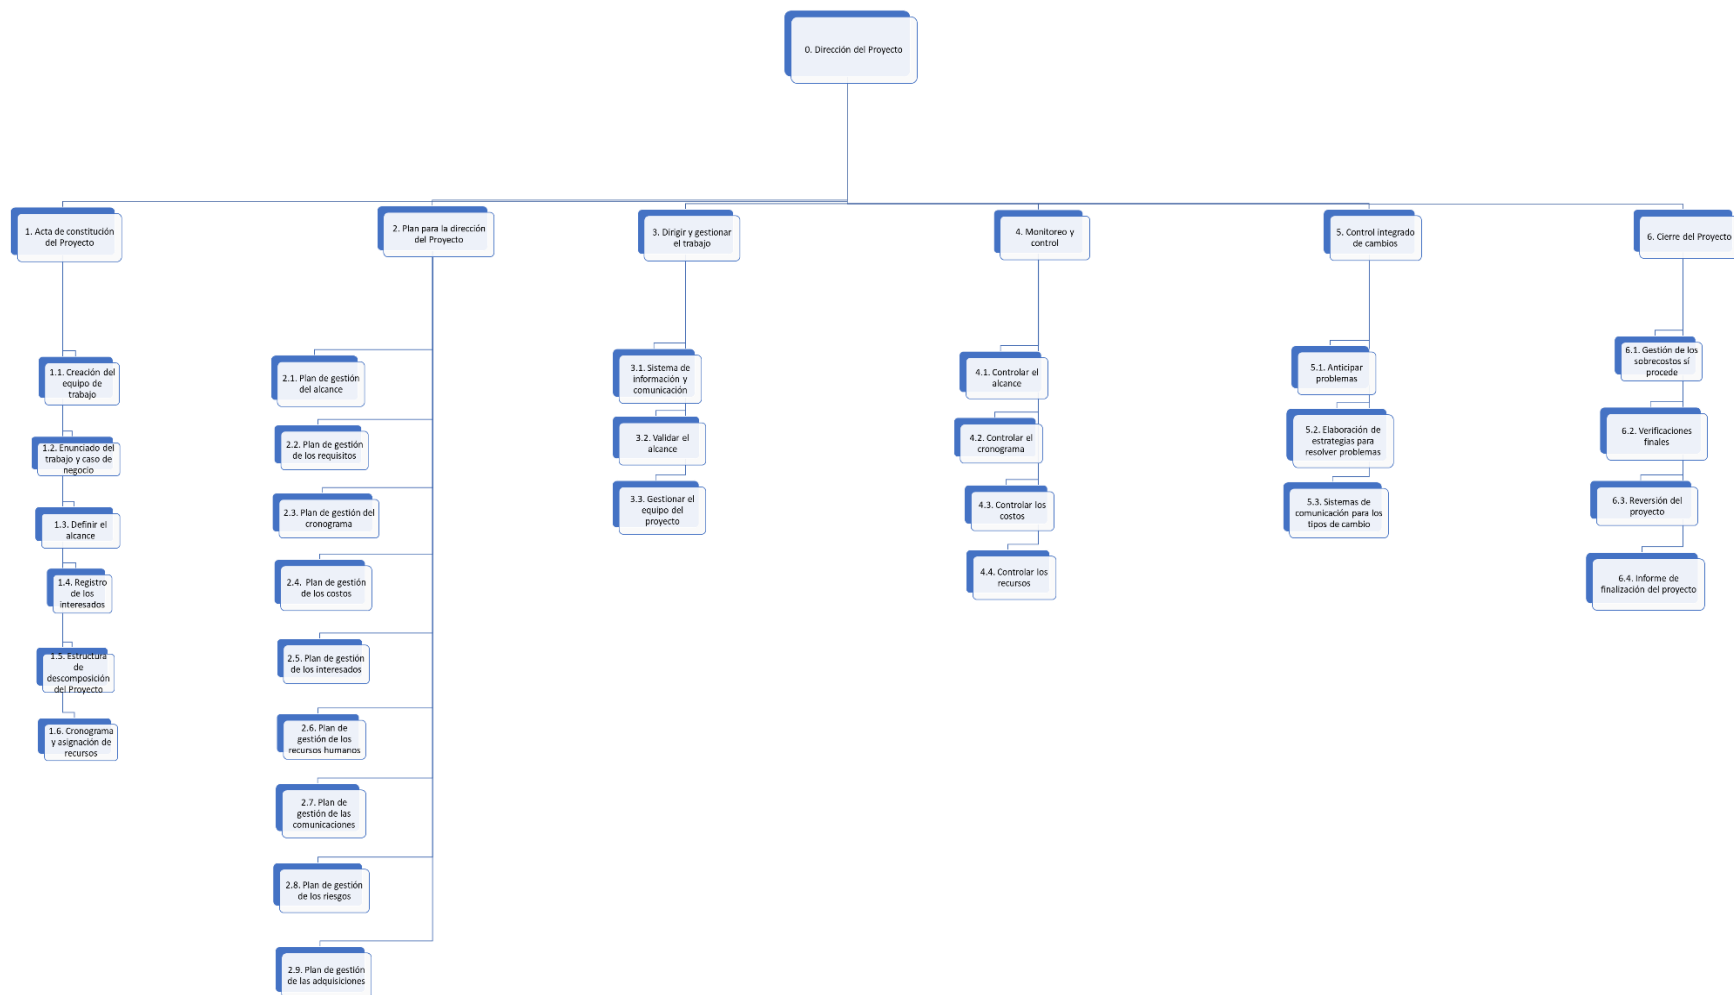 0. Dirección del Proyecto
1. Acta de constitución
del Proyecto
2. Plan para la dirección
del Proyecto
3. Dirigir y gestionar
el trabajo
4. Monitoreo y
control
5. Control integrado
de cambios
6. Cierre del Proyecto
1.1. Creación del
equipo de
trabajo
1.2. Enunciado del
trabajo y caso de
negocio
1.3. Definir el
alcance
1.4. Registro
de los
interesados
1.5. Estructura
de
descomposición
del Proyecto
1.6. Cronograma
y asignación de
recursos
2.1. Plan de gestión
del alcance
2.2. Plan de gestión
de los requisitos
2.3. Plan de gestión del
cronograma
2.4. Plan de gestión
de los costos
2.5. Plan de gestión
de los interesados
2.6. Plan de
gestión de los
recursos humanos
2.7. Plan de
gestión de las
comunicaciones
2.8. Plan de gestión
de los riesgos
2.9. Plan de gestión
de las adquisiciones
3.1. Sistema de
información y
comunicación
3.2. Validar el
alcance
3.3. Gestionar el
equipo del
proyecto
4.1. Controlar el
alcance
4.2. Controlar el
cronograma
4.3. Controlar los
costos
4.4. Controlar los
recursos
5.1. Anticipar
problemas
5.2. Elaboración de
estrategias para
resolver problemas
5.3. Sistemas de
comunicación para los
tipos de cambio
6.1. Gestión de los
sobrecostos sí
procede
6.2. Verificaciones
finales
6.3. Reversión del
proyecto
6.4. Informe de
finalización del proyecto